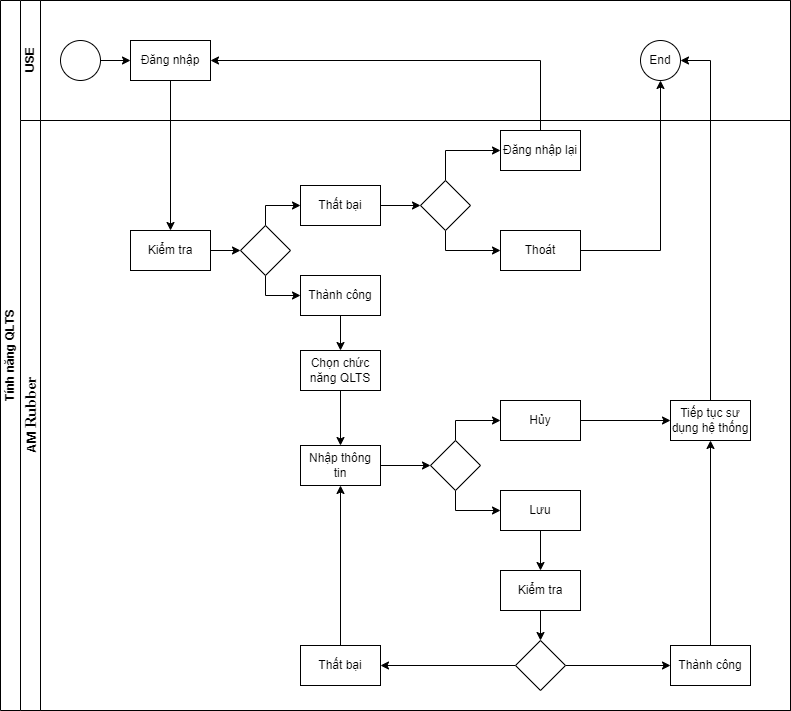 Tính năng QLTS
USE
AM Rubber
Đăng nhập
End
Đăng nhập lại
Thất bại
Kiểm tra
Thoát
Thành công
Chọn chức
năng QLTS
Hủy
Tiếp tục sư
dụng hệ thống
Nhập thông
tin
Lưu
Kiểm tra
Thất bại
Thành công